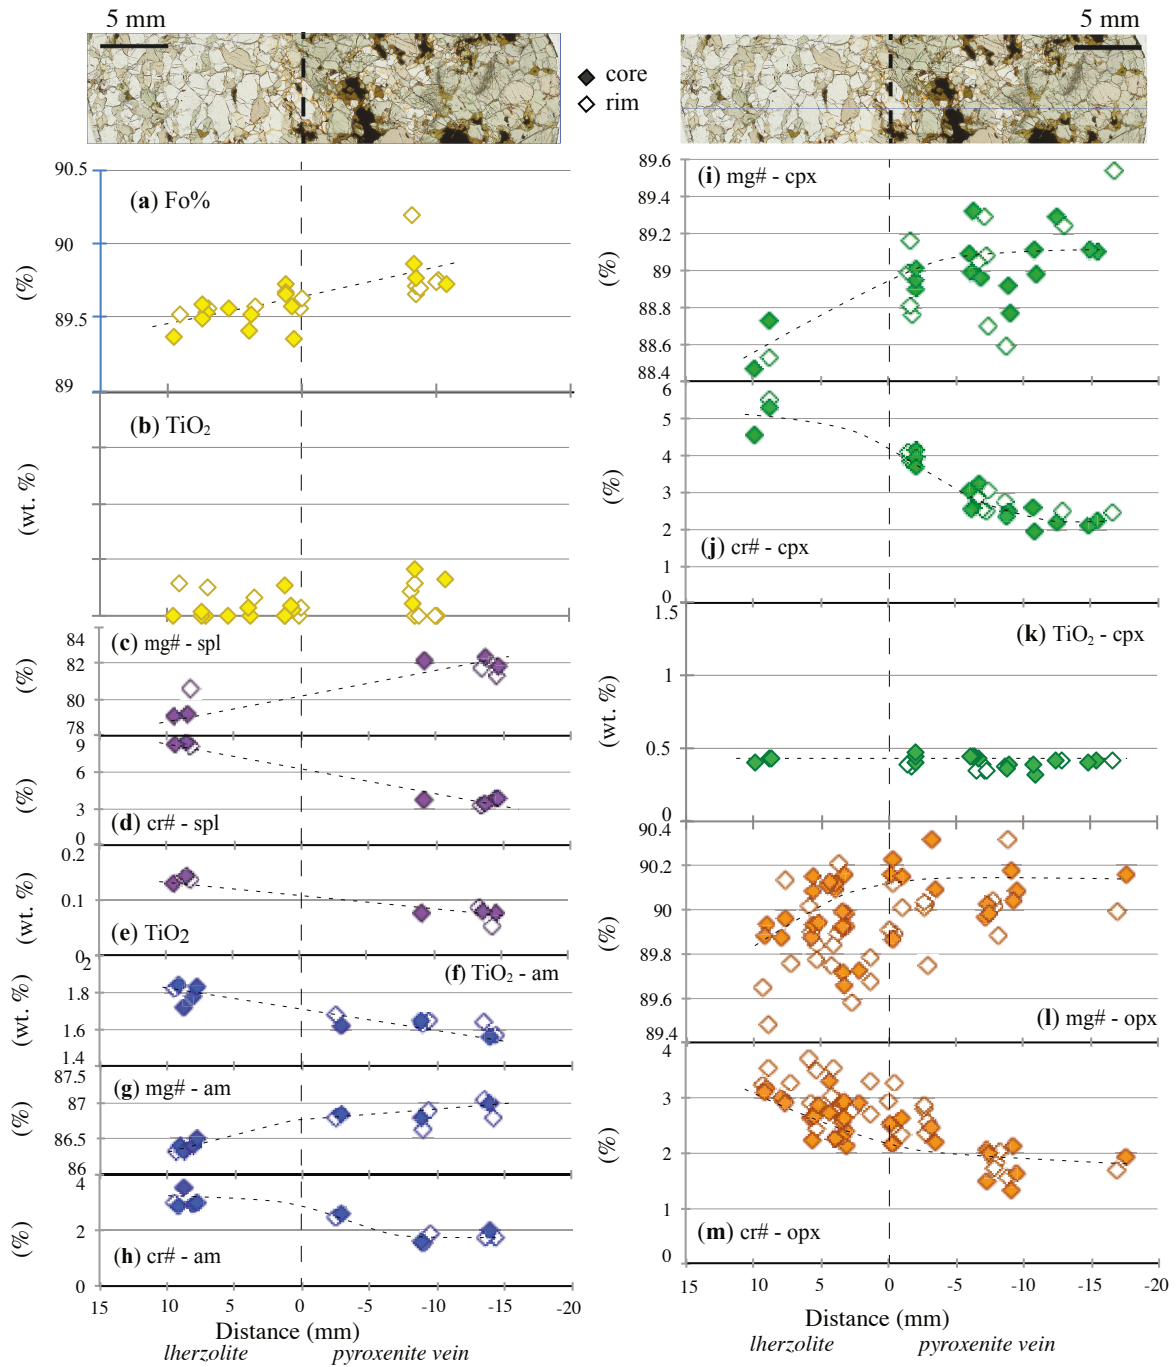 5 mm
5 mm
core
rim
(a) Fo%
90.5
90
89.5
89
(%)
(b) TiO2
(wt. %)
(c) mg# - spl
84
82
80
78
(%)
9
6
3
0
(%)
(d) cr# - spl
0.2
0.1
0
(wt. %)
(e) TiO2
(f) TiO2 - am
2
1.8
1.6
1.4
(wt. %)
87.5
87
86.5
86
(g) mg# - am
(%)
4
2
0
(%)
(h) cr# - am
15 10 5 0 -5 -10 -15 -20
Distance (mm)
lherzolite pyroxenite vein
(i) mg# - cpx
89.6
89.4
89.2
89
88.8
88.6
88.4
(%)
6
5
4
3
2
1
0
(%)
(j) cr# - cpx
1.5
1
0.5
0
(wt. %)
(k) TiO2 - cpx
90.4
90.2
90
89.8
89.6
89.4
(%)
(l) mg# - opx
4
3
2
1
0
(%)
(m) cr# - opx
15 10 5 0 -5 -10 -15 -20
Distance (mm)
lherzolite pyroxenite vein